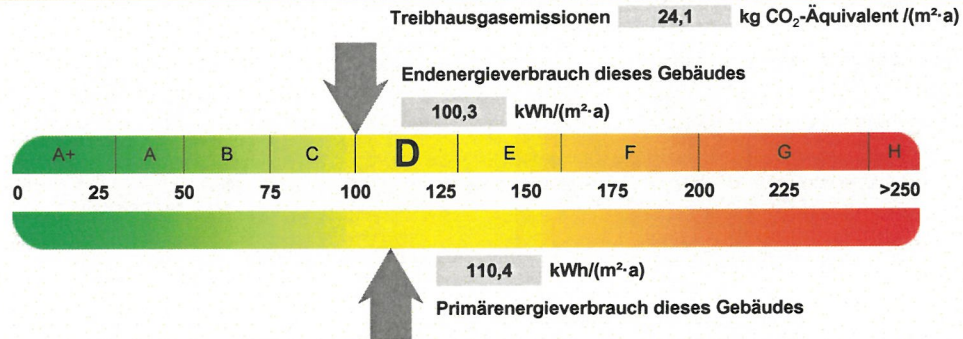 Treibhausgasemissionen 24,1 kg CO₂-Äquivalent /(m²·a)
Endenergieverbrauch dieses Gebäudes
100,3 kWh/(m²·a)
A+ A B C D E F G H
0 25 50 75 100 125 150 175 200 225 >250
110,4 kWh/(m²·a)
Primärenergieverbrauch dieses Gebäudes